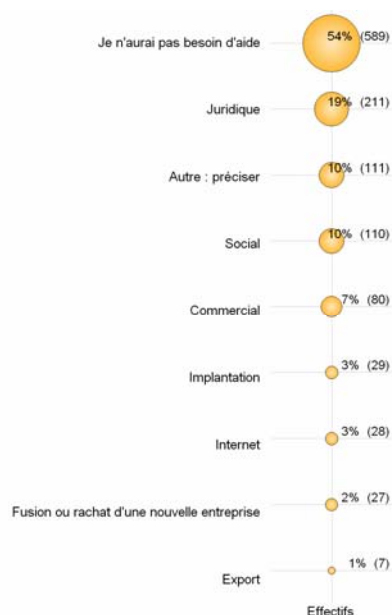 Je n'aurai pas besoin d'aide 54% (589)
Juridique 19% (211)
Autre : préciser 10% (111)
Social 10% (110)
Commercial 7% (80)
Implantation 3% (29)
Internet 3% (28)
Fusion ou rachat d'une nouvelle entreprise 2% (27)
Export 1% (7)
Effectifs